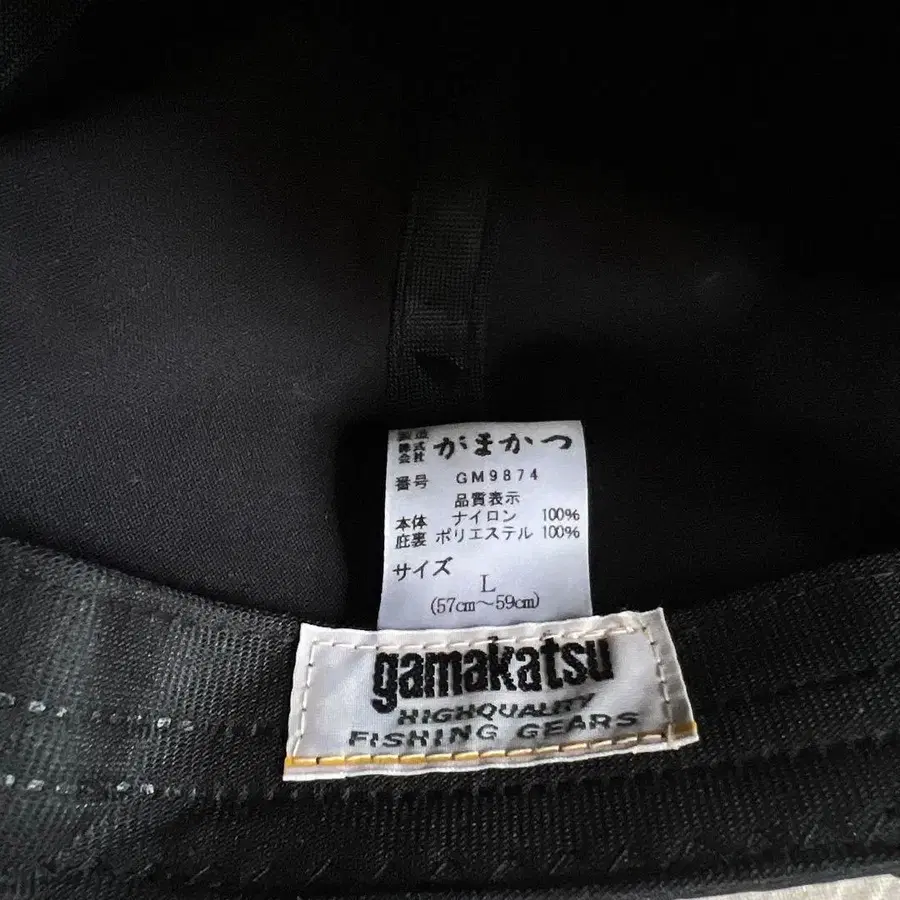 製造
株式
会社 がまかつ
番号 GM9874
品質表示
本体 ナイロン 100%
庇裏 ポリエステル 100%
サイズ
L
(57cm～59cm)
gamakatsu
HIGHQUALITY
FISHING GEARS